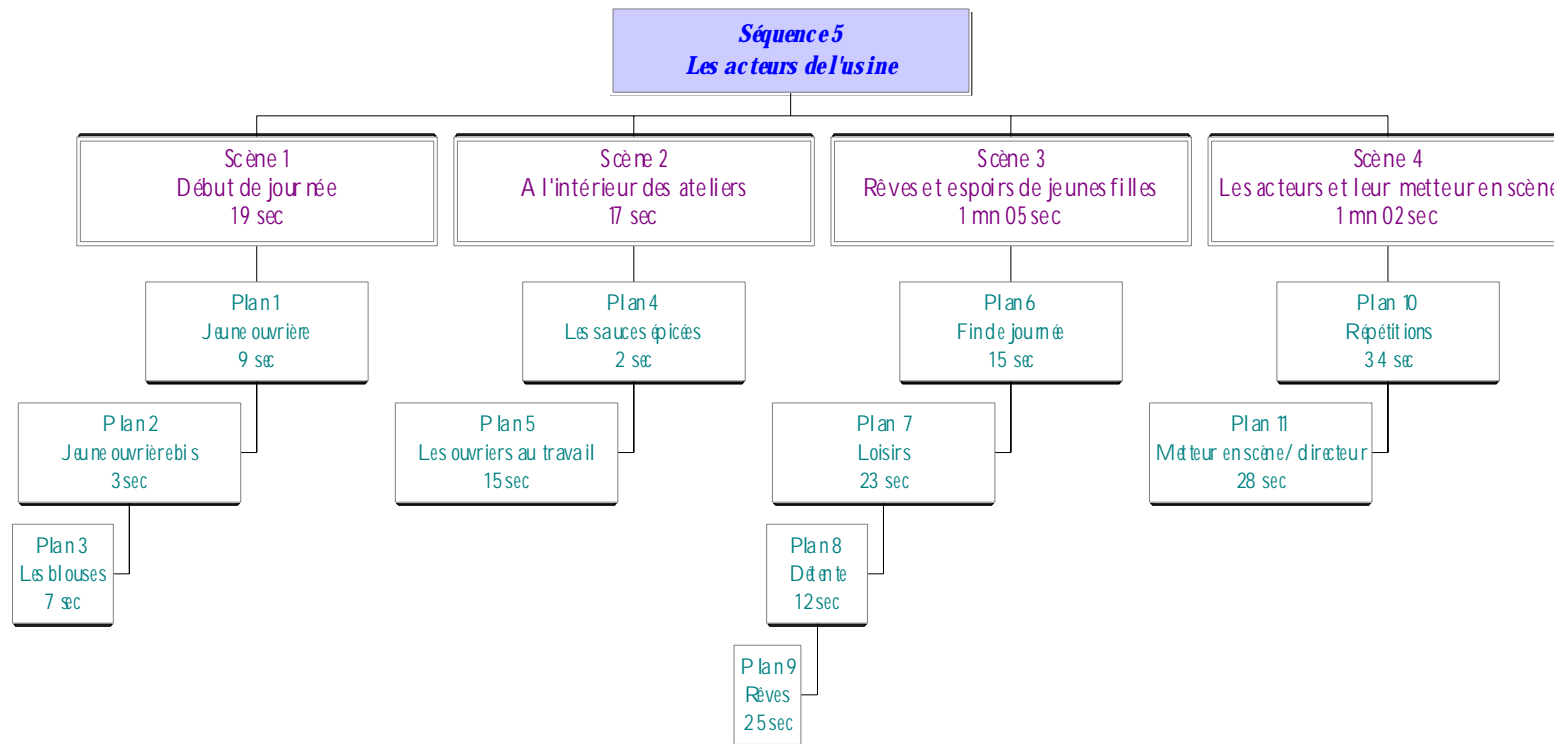 Séquence 5
Les acteurs de l'usine
Scène 1
Début de journée
19 sec
Scène 2
A l'intérieur des ateliers
17 sec
Scène 3
Rêves et espoirs de jeunes filles
1 mn 05 sec
Scène 4
Les acteurs et leur metteur en scène
1 mn 02 sec
Plan 1
Jeune ouvrière
9 sec
Plan 2
Jeune ouvrière bis
3 sec
Plan 3
Les blouses
7 sec
Plan 4
Les sauces épicées
2 sec
Plan 5
Les ouvriers au travail
15 sec
Plan 6
Fin de journée
15 sec
Plan 7
Loisirs
23 sec
Plan 8
Détente
12 sec
Plan 9
Rêves
25 sec
Plan 10
Répétitions
34 sec
Plan 11
Metteur en scène / directeur
28 sec